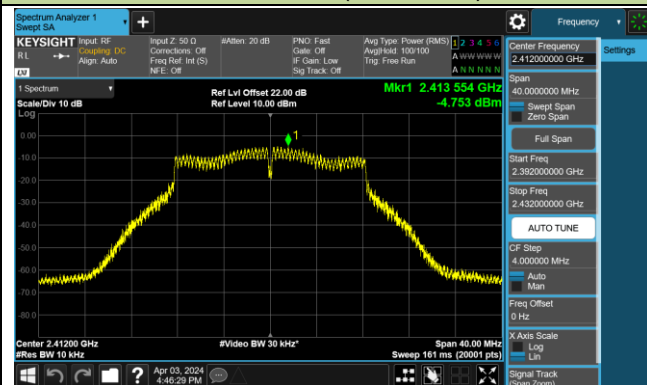 Spectrum Analyzer 1
Swept SA
Frequency
KEYSIGHT
R L
LXI
Input: RF
Coupling: DC
Align: Auto
Input Z: 50 Ω
Corrections: Off
Freq Ref: Int (S)
NFE: Off
#Atten: 20 dB
PNO: Fast
Gate: Off
IF Gain: Low
Sig Track: Off
Avg Type: Power (RMS)
Avg|Hold: 100/100
Trig: Free Run
1 2 3 4 5 6
A W W W W W
A N N N N N
1 Spectrum
Scale/Div 10 dB
Log
Ref Lvl Offset 22.00 dB
Ref Level 10.00 dBm
Mkr1 2.413 554 GHz
-4.753 dBm
1
0.00
-10.0
-20.0
-30.0
-40.0
-50.0
-60.0
-70.0
-80.0
Center 2.41200 GHz
#Res BW 10 kHz
#Video BW 30 kHz*
Span 40.00 MHz
Sweep 161 ms (20001 pts)
Apr 03, 2024
4:46:29 PM
Center Frequency
2.412000000 GHz
Span
40.0000000 MHz
Swept Span
Zero Span
Full Span
Start Freq
2.392000000 GHz
Stop Freq
2.432000000 GHz
AUTO TUNE
CF Step
4.000000 MHz
Auto
Man
Freq Offset
0 Hz
X Axis Scale
Log
Lin
Signal Track
(Span Zoom)
Settings